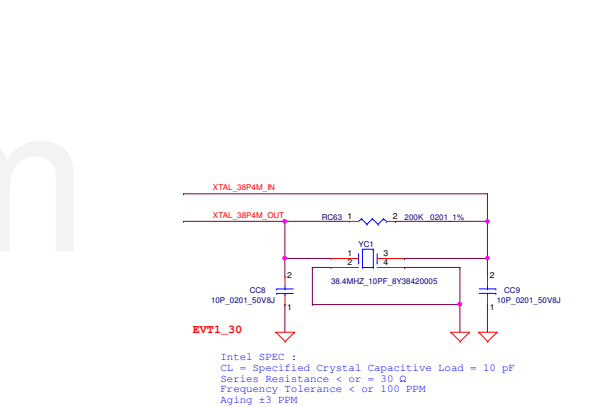 XTAL_38P4M_IN
XTAL_38P4M_OUT
RC63 1 2 200K_0201_1%
YC1
1 3
2 4
38.4MHZ_10PF_8Y38420005
2 2
CC8 CC9
10P_0201_50V8J 10P_0201_50V8J
1 1
EVT1_30
Intel SPEC :
CL = Specified Crystal Capacitive Load = 10 pF
Series Resistance < or = 30 Ω
Frequency Tolerance < or 100 PPM
Aging ±3 PPM